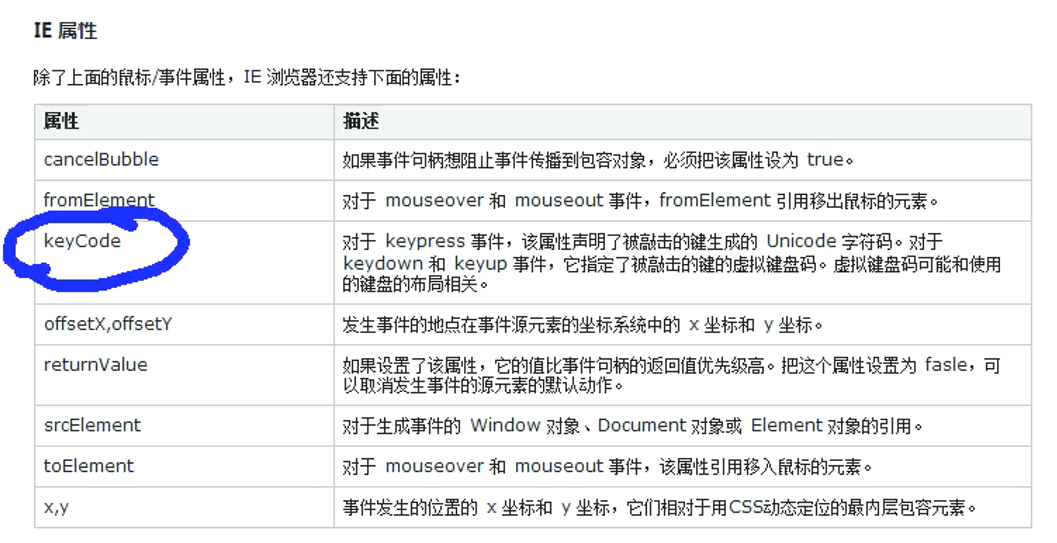 IE 属性
除了上面的鼠标/事件属性，IE 浏览器还支持下面的属性：
属性 描述
cancelBubble 如果事件句柄想阻止事件传播到包容对象，必须把该属性设为 true。
fromElement 对于 mouseover 和 mouseout 事件，fromElement 引用移出鼠标的元素。
keyCode 对于 keypress 事件，该属性声明了被敲击的键生成的 Unicode 字符码。对于
keydown 和 keyup 事件，它指定了被敲击的键的虚拟键盘码。虚拟键盘码可能和使用
的键盘的布局相关。
offsetX,offsetY 发生事件的地点在事件源元素的坐标系统中的 x 坐标和 y 坐标。
returnValue 如果设置了该属性，它的值比事件句柄的返回值优先级高。把这个属性设置为 fasle，可
以取消发生事件的源元素的默认动作。
srcElement 对于生成事件的 Window 对象、Document 对象或 Element 对象的引用。
toElement 对于 mouseover 和 mouseout 事件，该属性引用移入鼠标的元素。
x,y 事件发生的位置的 x 坐标和 y 坐标，它们相对于用CSS动态定位的最内层包容元素。